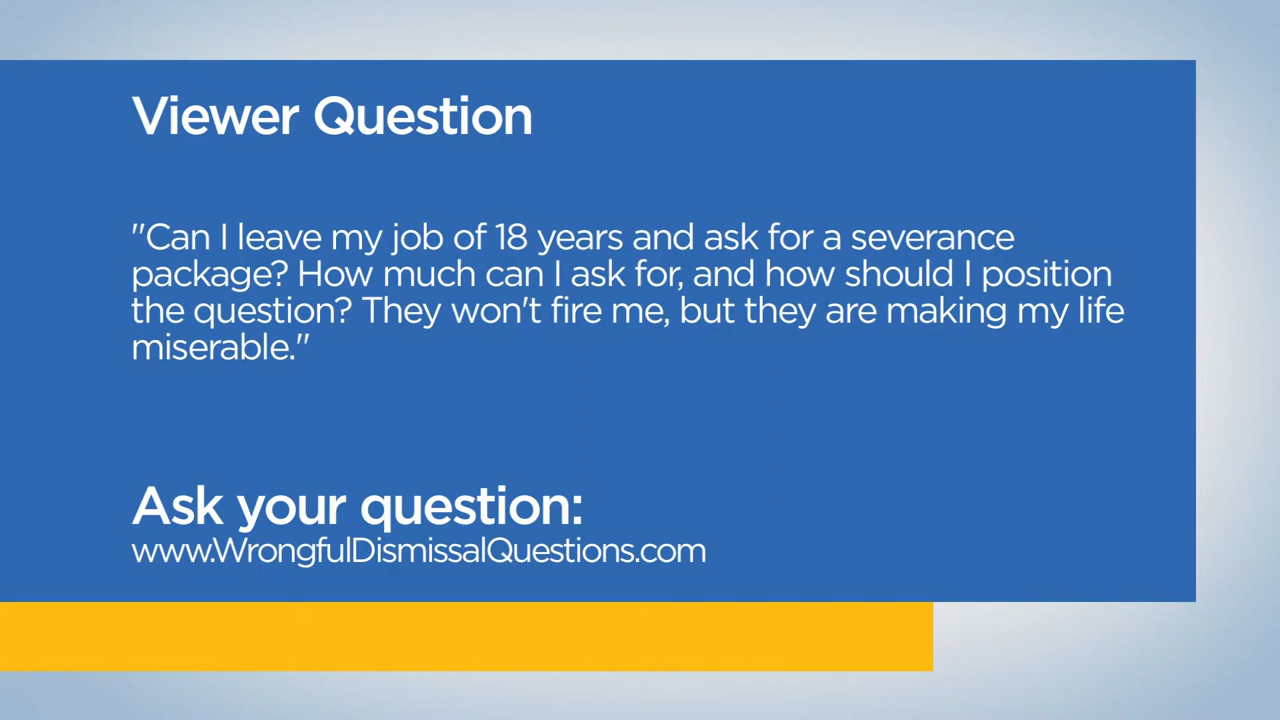 Viewer Question
"Can I leave my job of 18 years and ask for a severance
package? How much can I ask for, and how should I position
the question? They won't fire me, but they are making my life
miserable."
Ask your question:
www.WrongfulDismissalQuestions.com